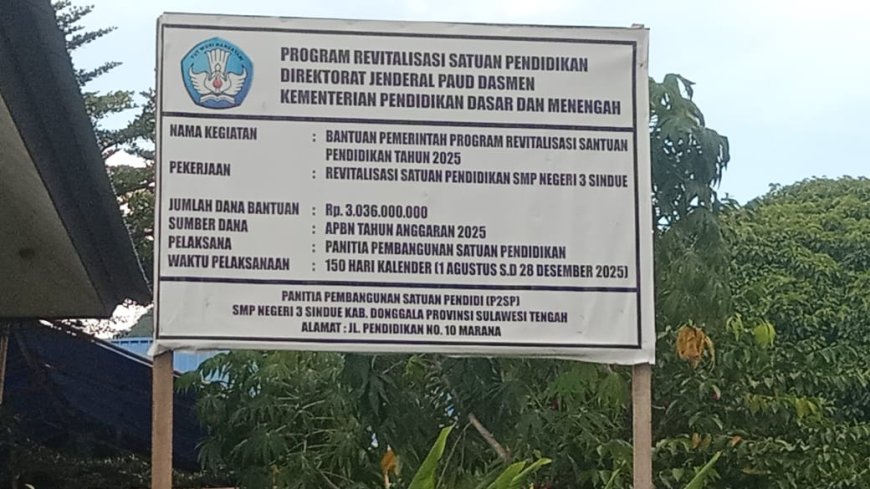 TUT WURI HANDAYANI
PROGRAM REVITALISASI SATUAN PENDIDIKAN
DIREKTORAT JENDERAL PAUD DASMEN
KEMENTERIAN PENDIDIKAN DASAR DAN MENENGAH
NAMA KEGIATAN : BANTUAN PEMERINTAH PROGRAM REVITALISASI SANTUAN
PENDIDIKAN TAHUN 2025
PEKERJAAN : REVITALISASI SATUAN PENDIDIKAN SMP NEGERI 3 SINDUE
JUMLAH DANA BANTUAN : Rp. 3.036.000.000
SUMBER DANA : APBN TAHUN ANGGARAN 2025
PELAKSANA : PANITIA PEMBANGUNAN SATUAN PENDIDIKAN
WAKTU PELAKSANAAN : 150 HARI KALENDER (1 AGUSTUS S.D 28 DESEMBER 2025)
PANITIA PEMBANGUNAN SATUAN PENDIDI (P2SP)
SMP NEGERI 3 SINDUE KAB. DONGGALA PROVINSI SULAWESI TENGAH
ALAMAT : JL. PENDIDIKAN NO. 10 MARANA